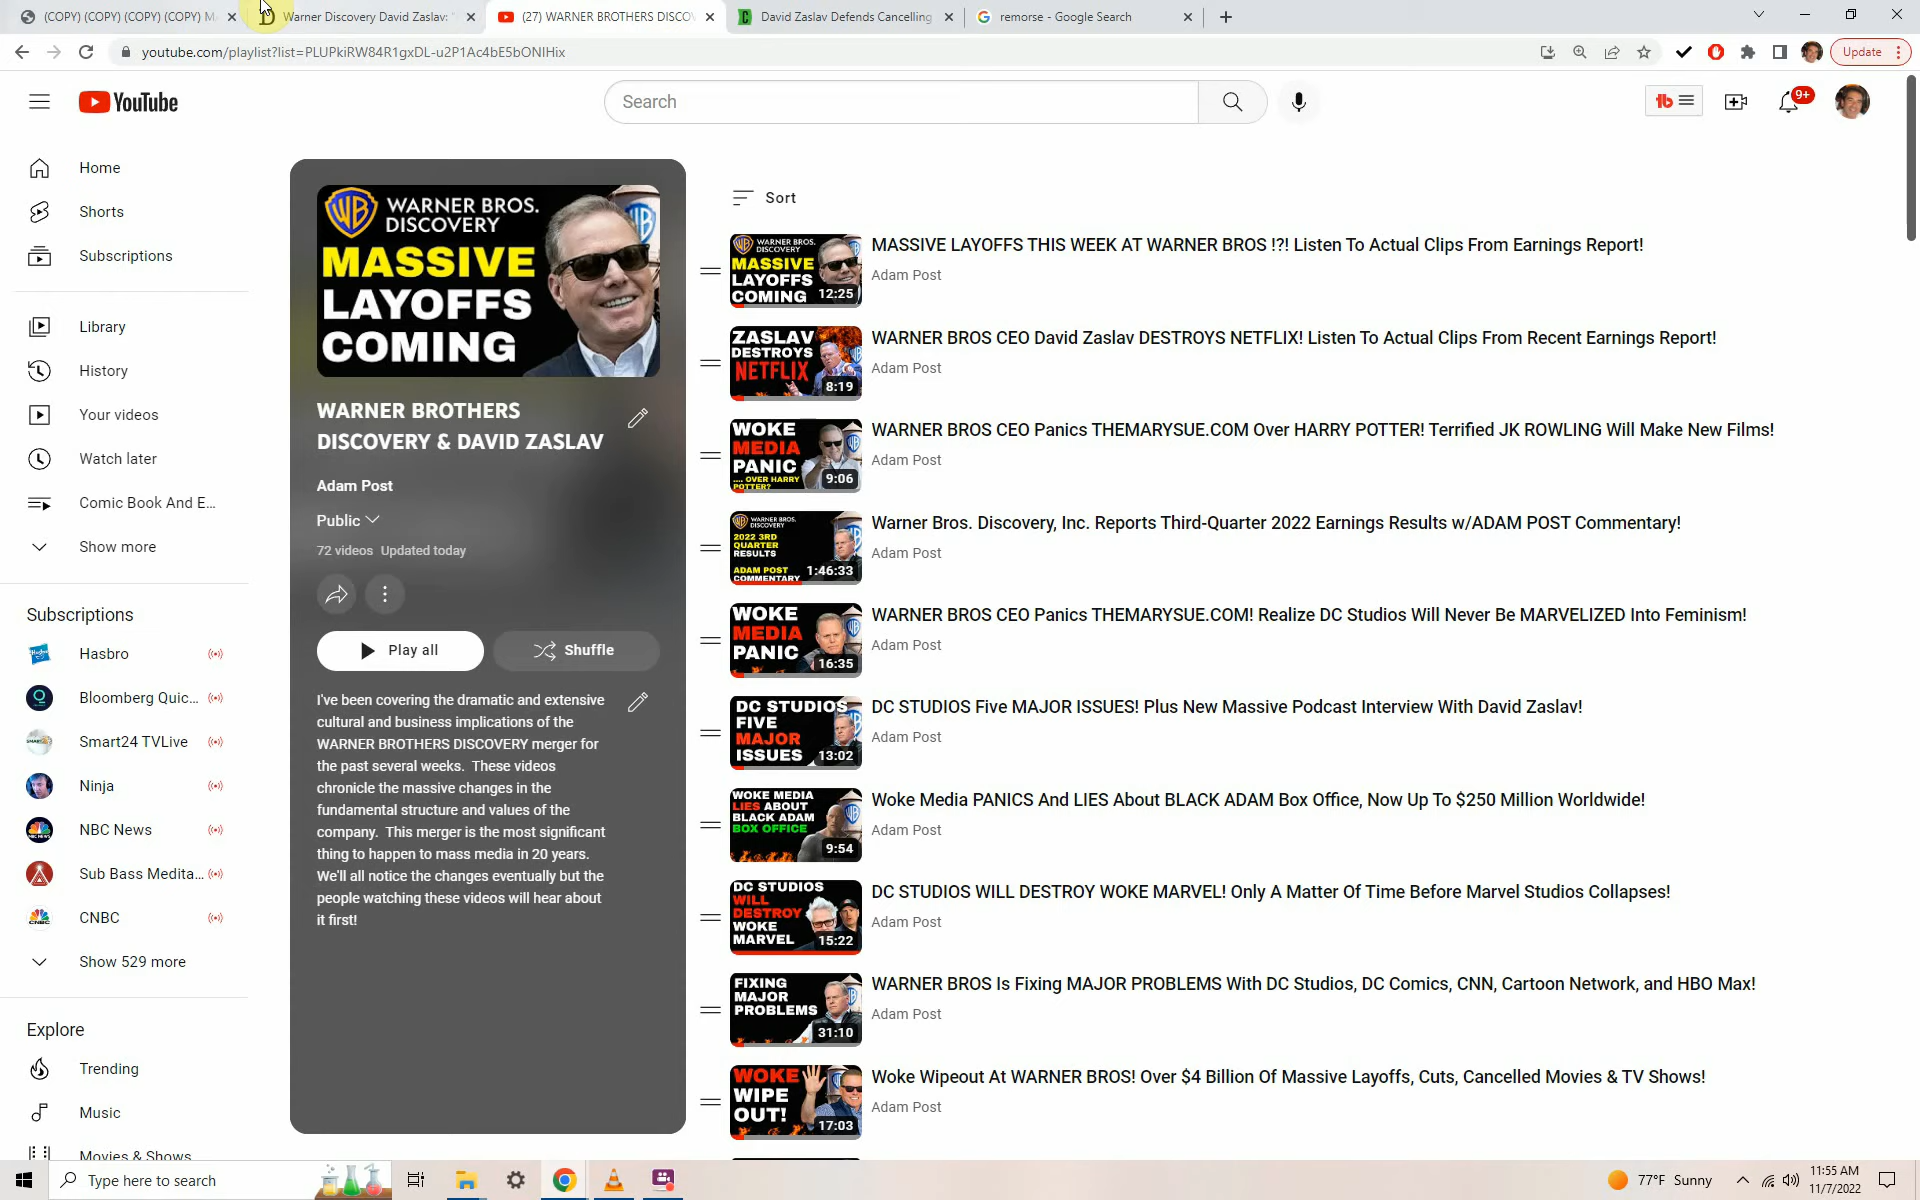 (COPY) (COPY) (COPY) (COPY) M
Warner Discovery David Zaslav: "
(27) WARNER BROTHERS DISCO
David Zaslav Defends Cancelling
remorse - Google Search
youtube.com/playlist?list=PLUPkiRW84R1gxDL-u2P1Ac4bE5bONIHix
Update
YouTube
Search
9+
Home
Shorts
Subscriptions
Library
History
Your videos
Watch later
Comic Book And E...
Show more
Subscriptions
Hasbro
Bloomberg Quic...
Smart24 TVLive
Ninja
NBC News
Sub Bass Medita...
CNBC
Show 529 more
Explore
Trending
Music
Movies & Shows
WB
WARNER BROS.
DISCOVERY
MASSIVE
LAYOFFS
COMING
WARNER BROTHERS
DISCOVERY & DAVID ZASLAV
Adam Post
Public
72 videos Updated today
Play all
Shuffle
I've been covering the dramatic and extensive
cultural and business implications of the
WARNER BROTHERS DISCOVERY merger for
the past several weeks. These videos
chronicle the massive changes in the
fundamental structure and values of the
company. This merger is the most significant
thing to happen to mass media in 20 years.
We'll all notice the changes eventually but the
people watching these videos will hear about
it first!
Sort
WARNER BROS.
DISCOVERY
MASSIVE
LAYOFFS
COMING
12:25
MASSIVE LAYOFFS THIS WEEK AT WARNER BROS !?! Listen To Actual Clips From Earnings Report!
Adam Post
ZASLAV
DESTROYS
NETFLIX
8:19
WARNER BROS CEO David Zaslav DESTROYS NETFLIX! Listen To Actual Clips From Recent Earnings Report!
Adam Post
WOKE
MEDIA
PANIC
.... OVER HARRY
POTTER?
9:06
WARNER BROS CEO Panics THEMARYSUE.COM Over HARRY POTTER! Terrified JK ROWLING Will Make New Films!
Adam Post
WARNER BROS.
DISCOVERY
2022 3RD
QUARTER
RESULTS
ADAM POST
COMMENTARY
1:46:33
Warner Bros. Discovery, Inc. Reports Third-Quarter 2022 Earnings Results w/ADAM POST Commentary!
Adam Post
WOKE
MEDIA
PANIC
16:35
WARNER BROS CEO Panics THEMARYSUE.COM! Realize DC Studios Will Never Be MARVELIZED Into Feminism!
Adam Post
DC STUDIOS
FIVE
MAJOR
ISSUES
13:02
DC STUDIOS Five MAJOR ISSUES! Plus New Massive Podcast Interview With David Zaslav!
Adam Post
WOKE MEDIA
LIES ABOUT
BLACK ADAM
BOX OFFICE
9:54
Woke Media PANICS And LIES About BLACK ADAM Box Office, Now Up To $250 Million Worldwide!
Adam Post
DC STUDIOS
WILL
DESTROY
WOKE
MARVEL
15:22
DC STUDIOS WILL DESTROY WOKE MARVEL! Only A Matter Of Time Before Marvel Studios Collapses!
Adam Post
FIXING
MAJOR
PROBLEMS
31:10
WARNER BROS Is Fixing MAJOR PROBLEMS With DC Studios, DC Comics, CNN, Cartoon Network, and HBO Max!
Adam Post
WOKE
WIPE
OUT!
17:03
Woke Wipeout At WARNER BROS! Over $4 Billion Of Massive Layoffs, Cuts, Cancelled Movies & TV Shows!
Adam Post
Type here to search
77°F Sunny
11:55 AM
11/7/2022